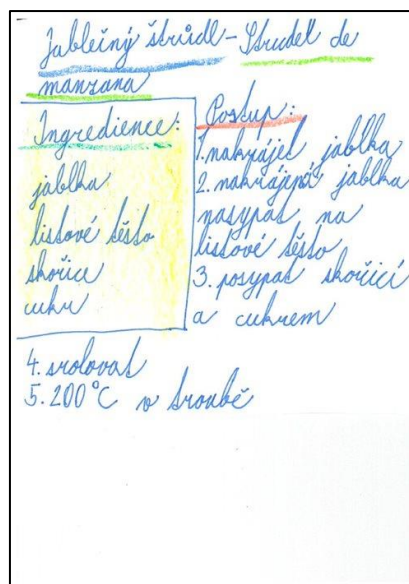 Jablečný štrúdl - Strudel de
manzana
Ingredience:
jablka
listové těsto
skořice
cukr
Postup:
1. nakrájet jablka
2. nakrájená jablka
nasypat na
listové těsto
3. posypat skořicí
a cukrem
4. srolovat
5. 200°C v troubě